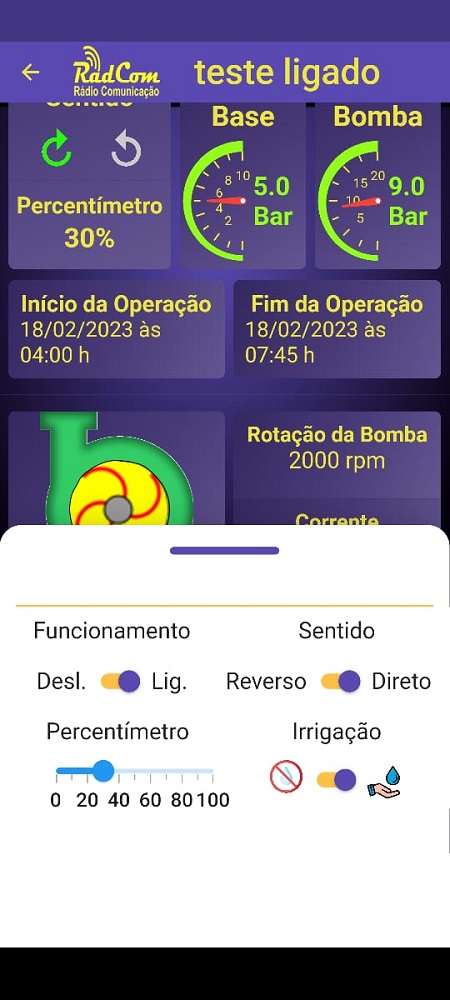 RadCom
Rádio Comunicação
teste ligado
Sentido
Percentímetro
30%
Base
2 4 6 8 10
5.0
Bar
Bomba
5 10 15 20
9.0
Bar
Início da Operação
18/02/2023 às
04:00 h
Fim da Operação
18/02/2023 às
07:45 h
Rotação da Bomba
2000 rpm
Corrente
Funcionamento
Desl. Lig.
Sentido
Reverso Direto
Percentímetro
0 20 40 60 80 100
Irrigação